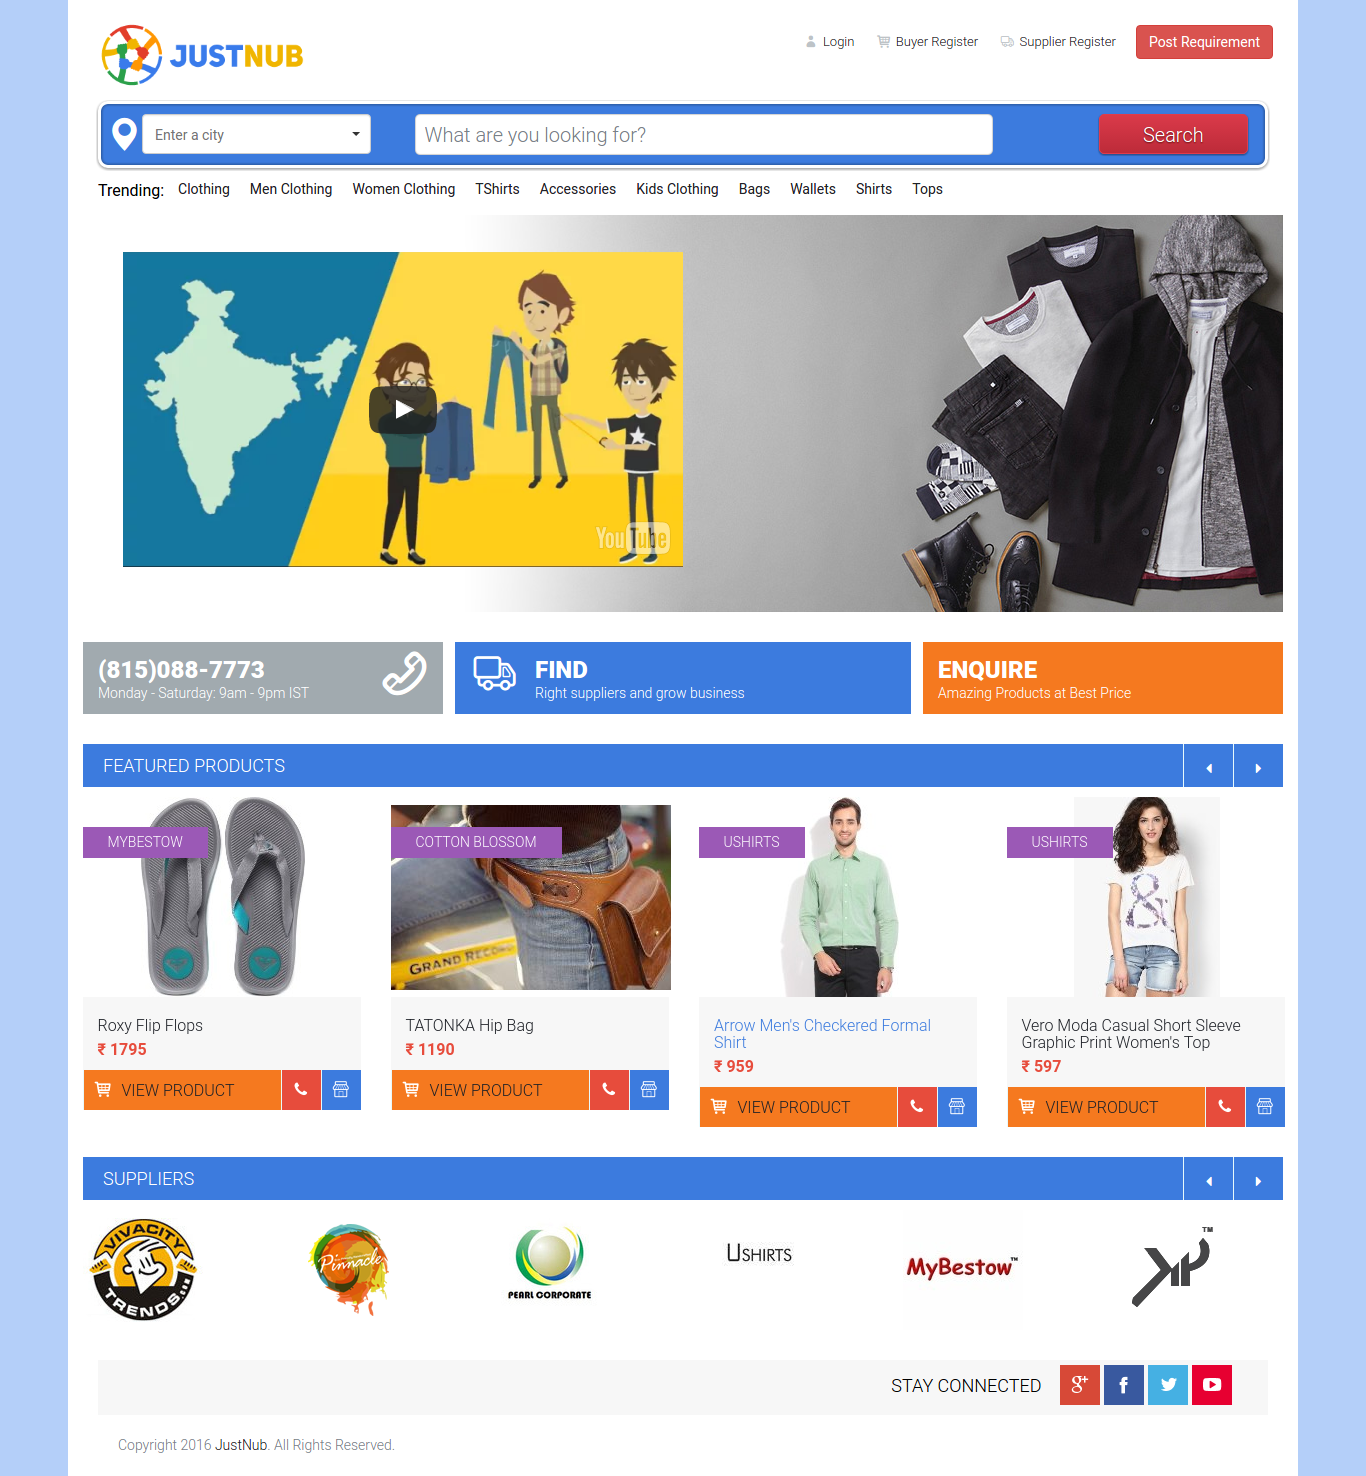 JUSTNUB
Login
Buyer Register
Supplier Register
Post Requirement
Enter a city
What are you looking for?
Search
Trending:
Clothing
Men Clothing
Women Clothing
TShirts
Accessories
Kids Clothing
Bags
Wallets
Shirts
Tops
YouTube
(815)088-7773
Monday - Saturday: 9am - 9pm IST
FIND
Right suppliers and grow business
ENQUIRE
Amazing Products at Best Price
FEATURED PRODUCTS
MYBESTOW
COTTON BLOSSOM
GRAND RECORD
USHIRTS
USHIRTS
&
Roxy Flip Flops
₹ 1795
VIEW PRODUCT
TATONKA Hip Bag
₹ 1190
VIEW PRODUCT
Arrow Men's Checkered Formal
Shirt
₹ 959
VIEW PRODUCT
Vero Moda Casual Short Sleeve
Graphic Print Women's Top
₹ 597
VIEW PRODUCT
SUPPLIERS
VIVACITY
TRENDS...
Pinnacle
PEARL CORPORATE
USHIRTS
MyBestow™
TM
STAY CONNECTED
g+
f
Copyright 2016 JustNub. All Rights Reserved.